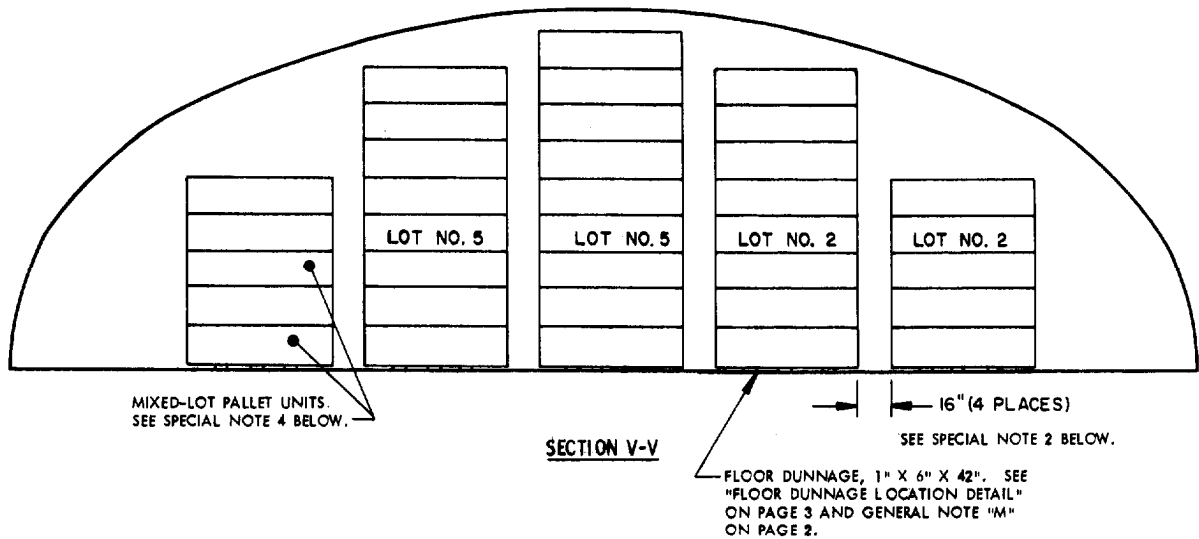 LOT NO. 5
LOT NO. 5
LOT NO. 2
LOT NO. 2
MIXED-LOT PALLET UNITS.
SEE SPECIAL NOTE 4 BELOW.
16" (4 PLACES)
SEE SPECIAL NOTE 2 BELOW.
SECTION V-V
FLOOR DUNNAGE, 1" X 6" X 42". SEE
"FLOOR DUNNAGE LOCATION DETAIL"
ON PAGE 3 AND GENERAL NOTE "M"
ON PAGE 2.